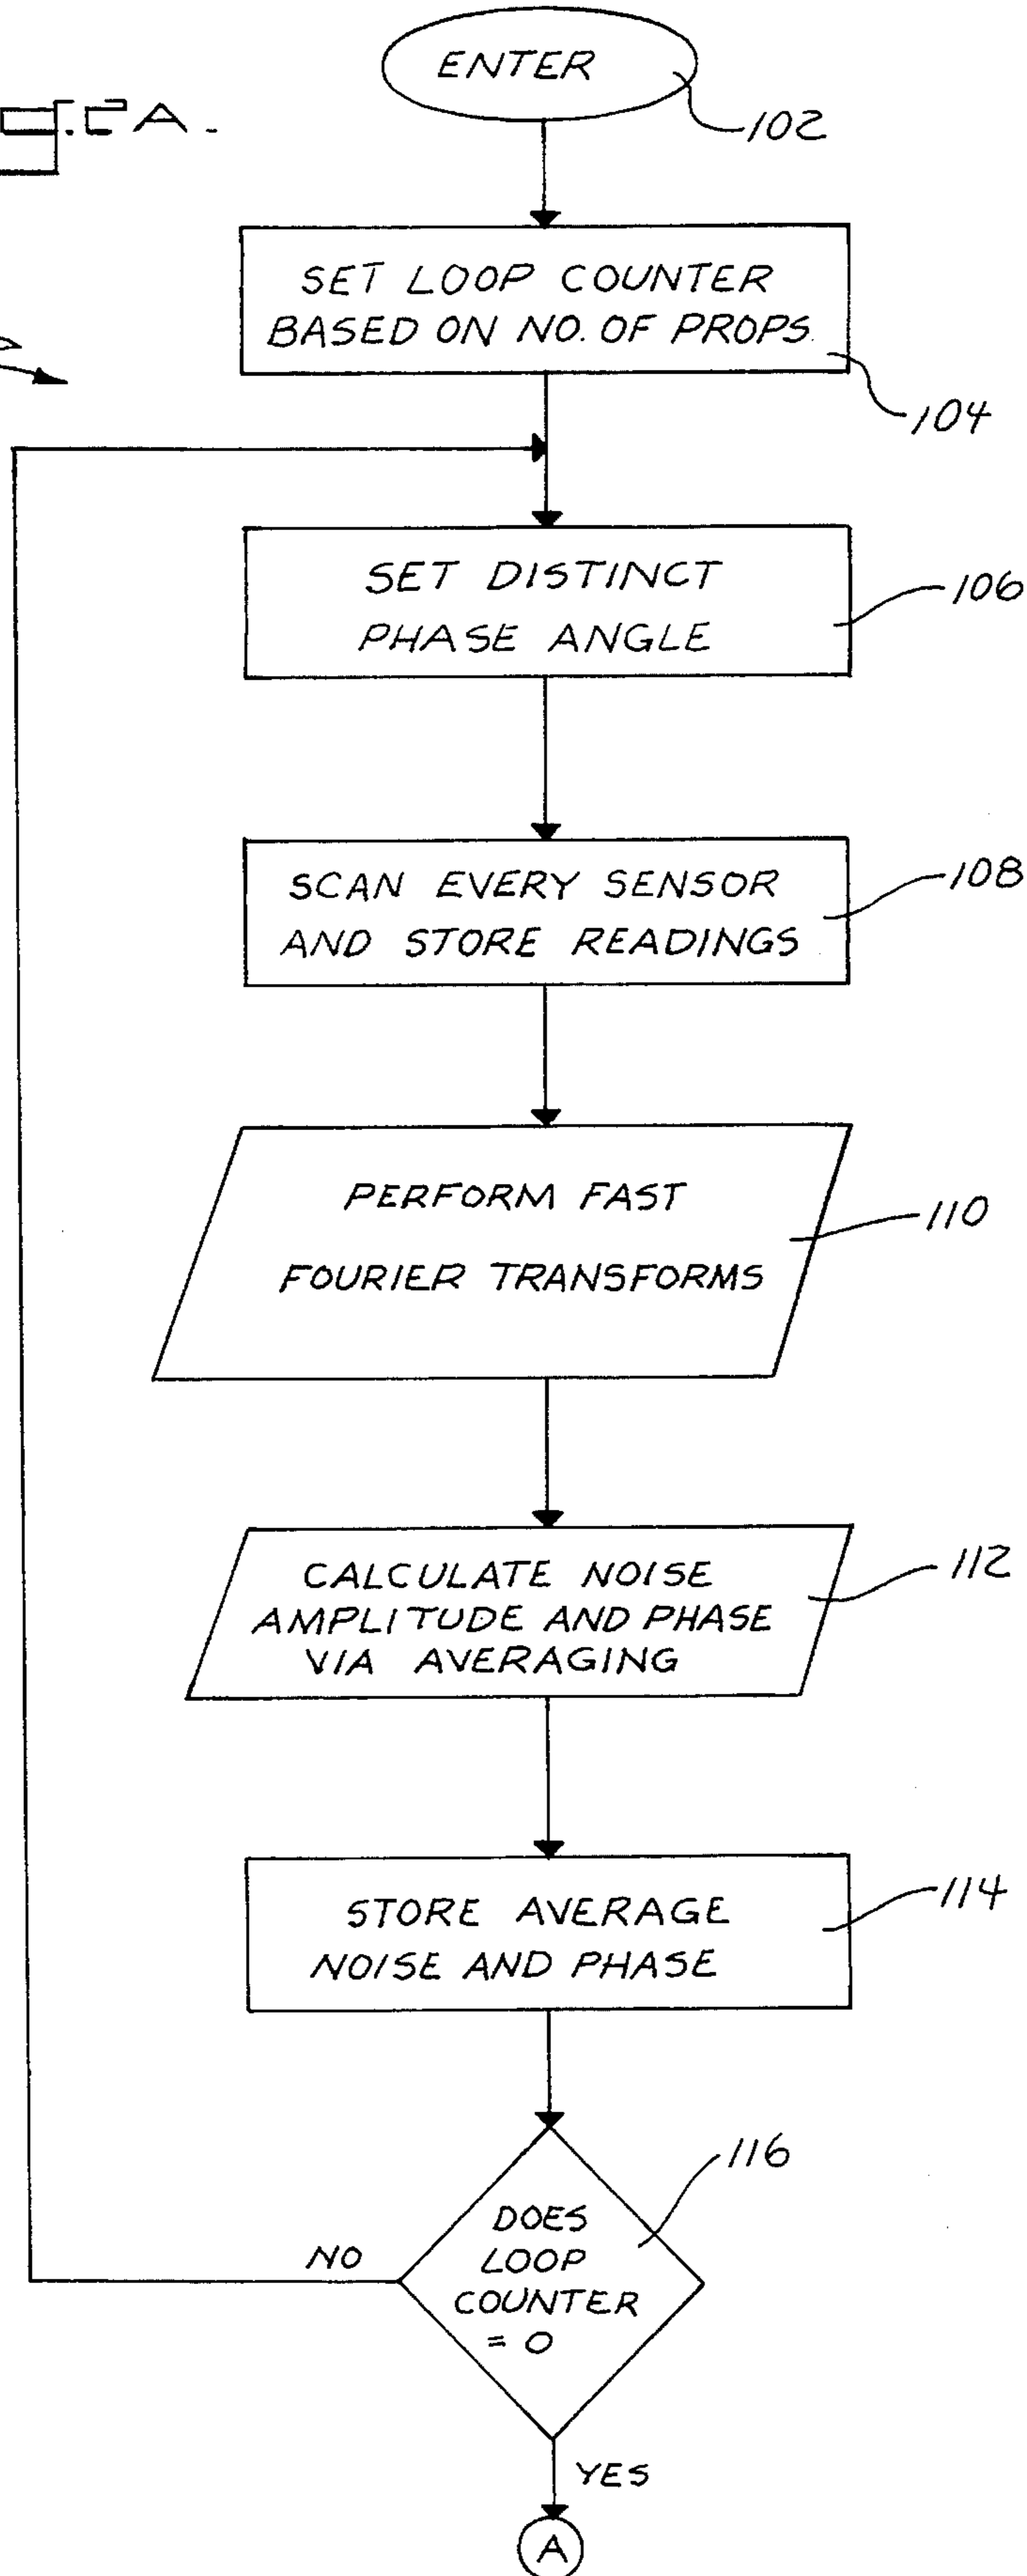 ENTER
102
SET LOOP COUNTER
BASED ON NO. OF PROPS.
104
SET DISTINCT
PHASE ANGLE
106
SCAN EVERY SENSOR
AND STORE READINGS
108
PERFORM FAST
FOURIER TRANSFORMS
110
CALCULATE NOISE
AMPLITUDE AND PHASE
VIA AVERAGING
112
STORE AVERAGE
NOISE AND PHASE
114
DOES
LOOP
COUNTER
= 0
116
NO
YES
A